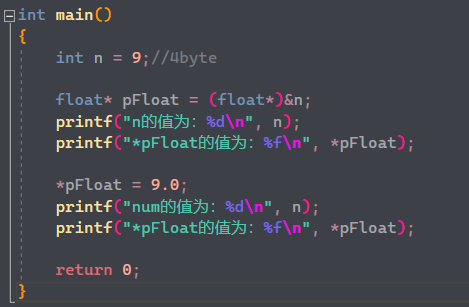 int main()
{
    int n = 9;//4byte
    float* pFloat = (float*)&n;
    printf("n的值为：%d\n", n);
    printf("*pFloat的值为：%f\n", *pFloat);
    *pFloat = 9.0;
    printf("num的值为：%d\n", n);
    printf("*pFloat的值为：%f\n", *pFloat);
    return 0;
}